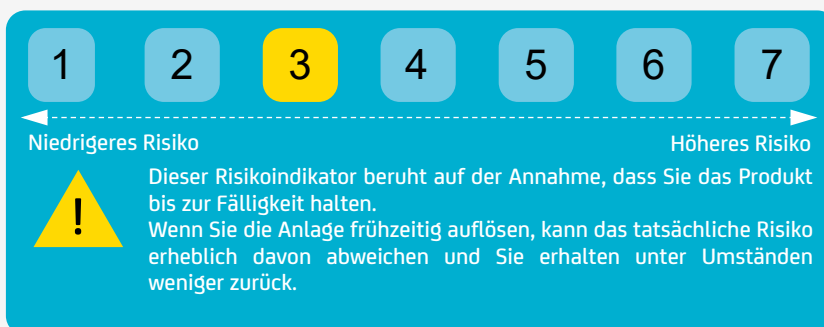 1 2 3 4 5 6 7
Niedrigeres Risiko Höheres Risiko
! Dieser Risikoindikator beruht auf der Annahme, dass Sie das Produkt
bis zur Fälligkeit halten.
Wenn Sie die Anlage frühzeitig auflösen, kann das tatsächliche Risiko
erheblich davon abweichen und Sie erhalten unter Umständen
weniger zurück.